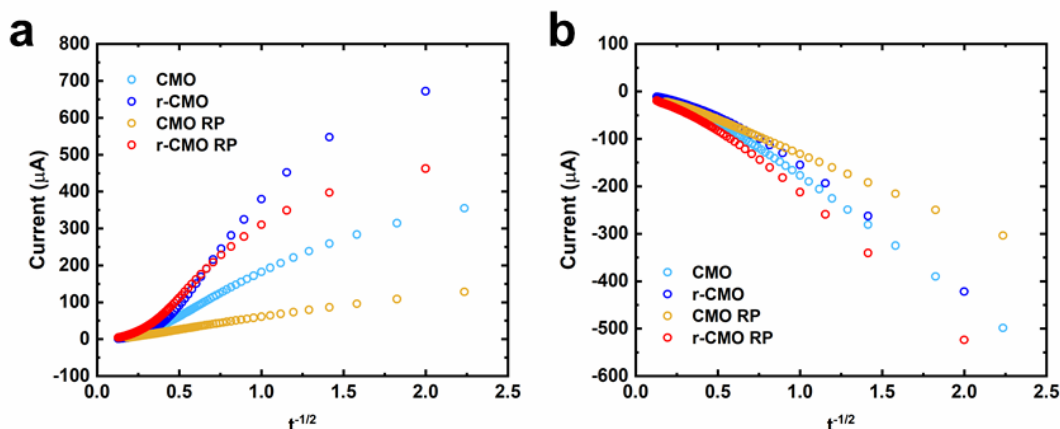 a
800
700
600
500
400
300
200
100
0
-100
Current (μA)
CMO
r-CMO
CMO RP
r-CMO RP
0.0 0.5 1.0 1.5 2.0 2.5
t-1/2
b
100
0
-100
-200
-300
-400
-500
-600
Current (μA)
CMO
r-CMO
CMO RP
r-CMO RP
0.0 0.5 1.0 1.5 2.0 2.5
t-1/2